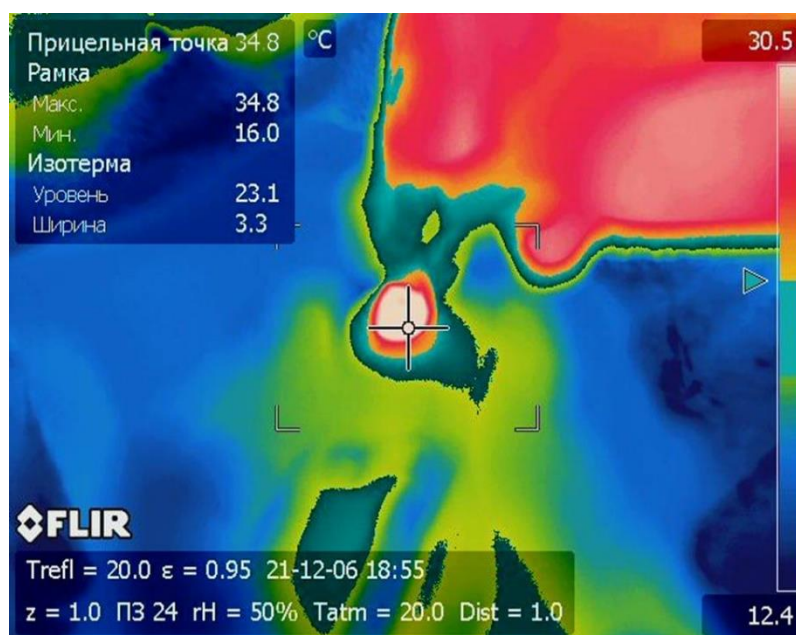 Прицельная точка 34.8 °C
Рамка
Макс. 34.8
Мин. 16.0
Изотерма
Уровень 23.1
Ширина 3.3
30.5
FLIR
Trefl = 20.0 ε = 0.95 21-12-06 18:55
z = 1.0 ПЗ 24 rH = 50% Tatm = 20.0 Dist = 1.0
12.4